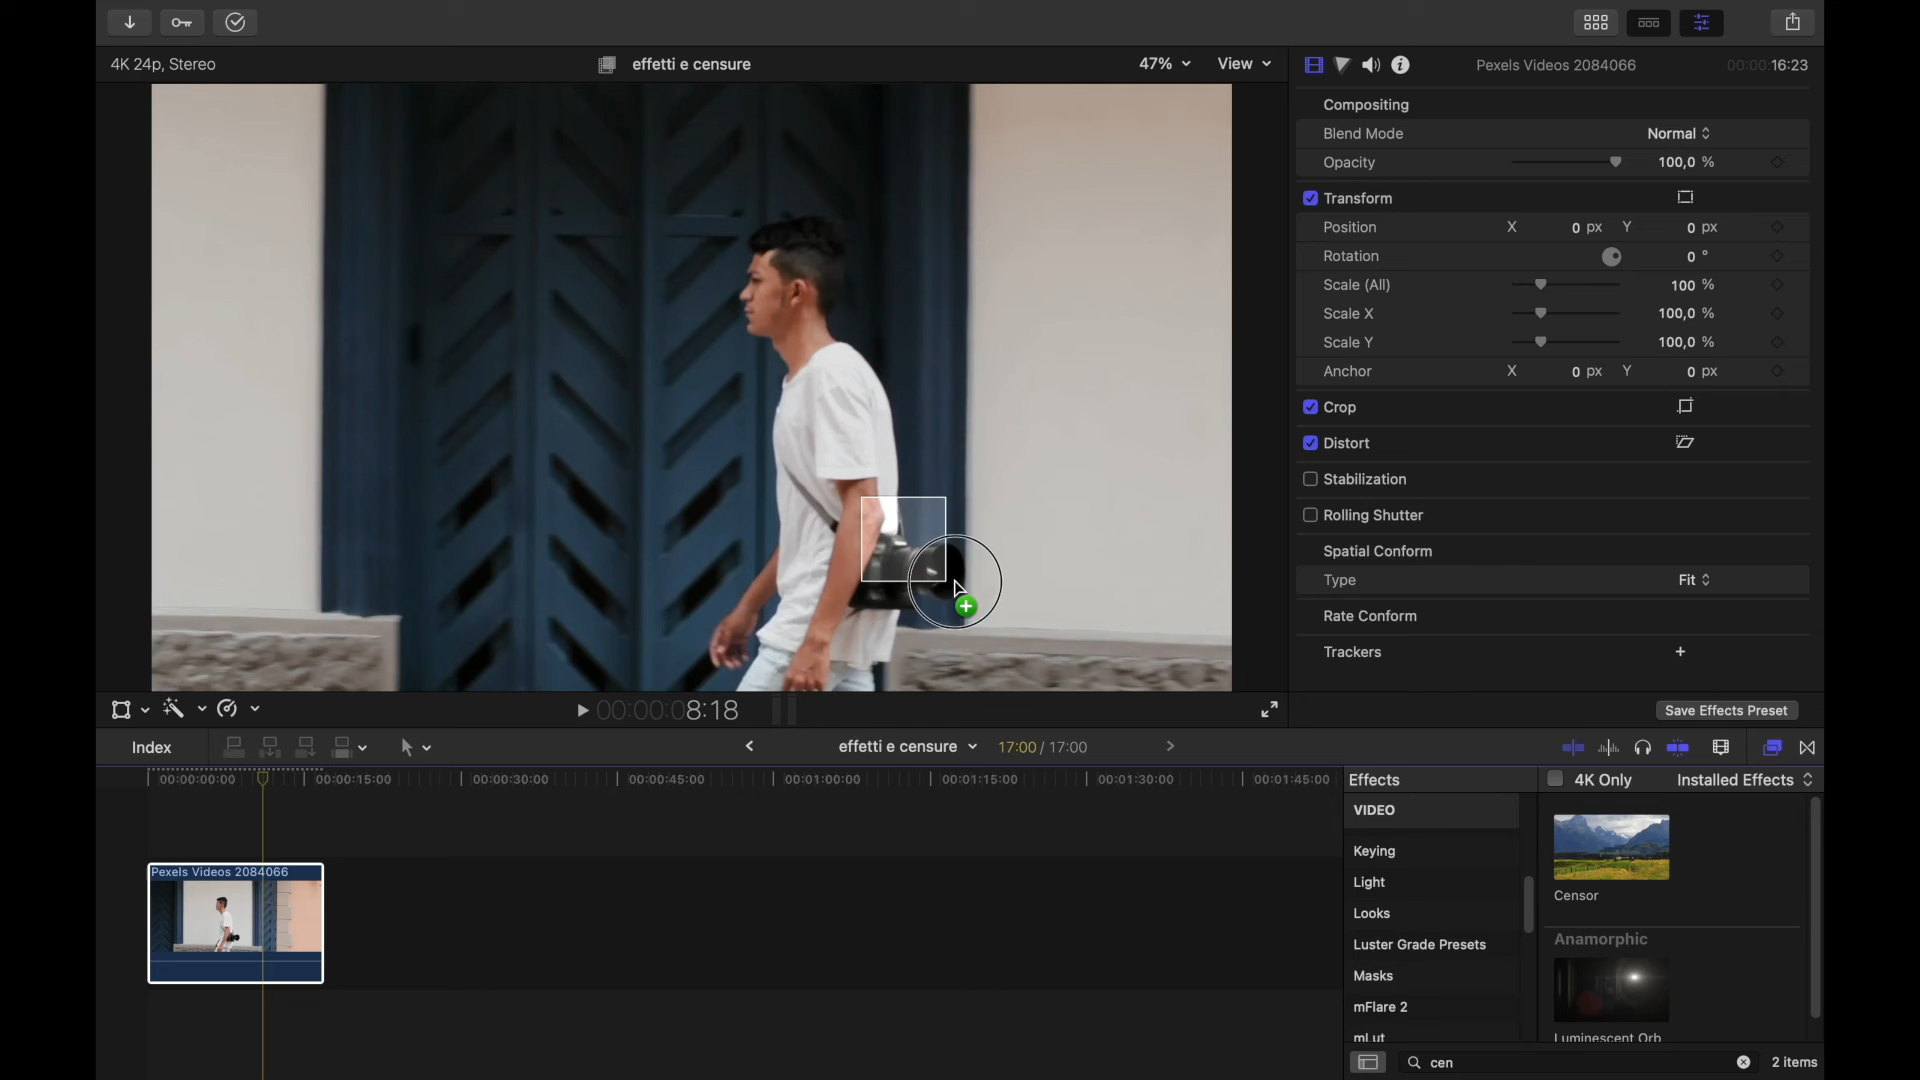 4K 24p, Stereo
effetti e censure
47%
View
Pexels Videos 2084066
00:00:16:23
Compositing
Blend Mode
Normal
Opacity
100,0 %
Transform
Position
X
0 px
Y
0 px
Rotation
0 °
Scale (All)
100 %
Scale X
100,0 %
Scale Y
100,0 %
Anchor
X
0 px
Y
0 px
Crop
Distort
Stabilization
Rolling Shutter
Spatial Conform
Type
Fit
Rate Conform
Trackers
+
00:00:08:18
Save Effects Preset
Index
effetti e censure
17:00 / 17:00
00:00:00:00
00:00:15:00
00:00:30:00
00:00:45:00
00:01:00:00
00:01:15:00
00:01:30:00
00:01:45:00
Effects
4K Only
Installed Effects
VIDEO
Keying
Light
Looks
Luster Grade Presets
Masks
mFlare 2
mLut
Censor
Anamorphic
Luminescent Orb
Pexels Videos 2084066
cen
2 items